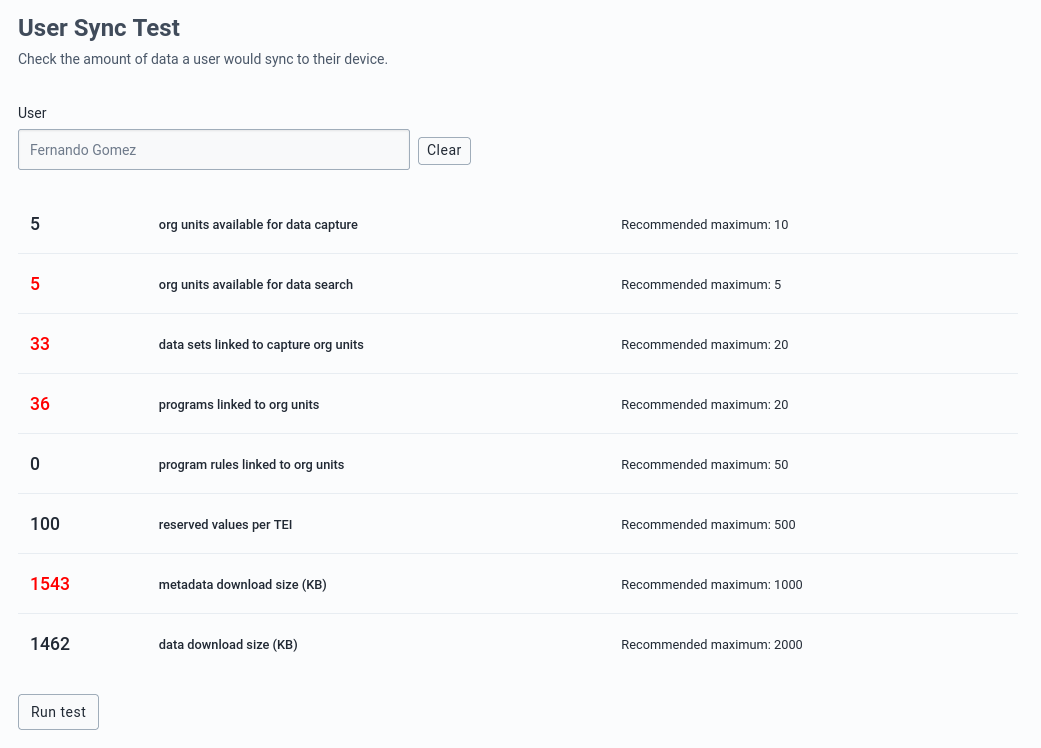 User Sync Test
Check the amount of data a user would sync to their device.
User
Fernando Gomez
Clear
5 org units available for data capture Recommended maximum: 10
5 org units available for data search Recommended maximum: 5
33 data sets linked to capture org units Recommended maximum: 20
36 programs linked to org units Recommended maximum: 20
0 program rules linked to org units Recommended maximum: 50
100 reserved values per TEI Recommended maximum: 500
1543 metadata download size (KB) Recommended maximum: 1000
1462 data download size (KB) Recommended maximum: 2000
Run test